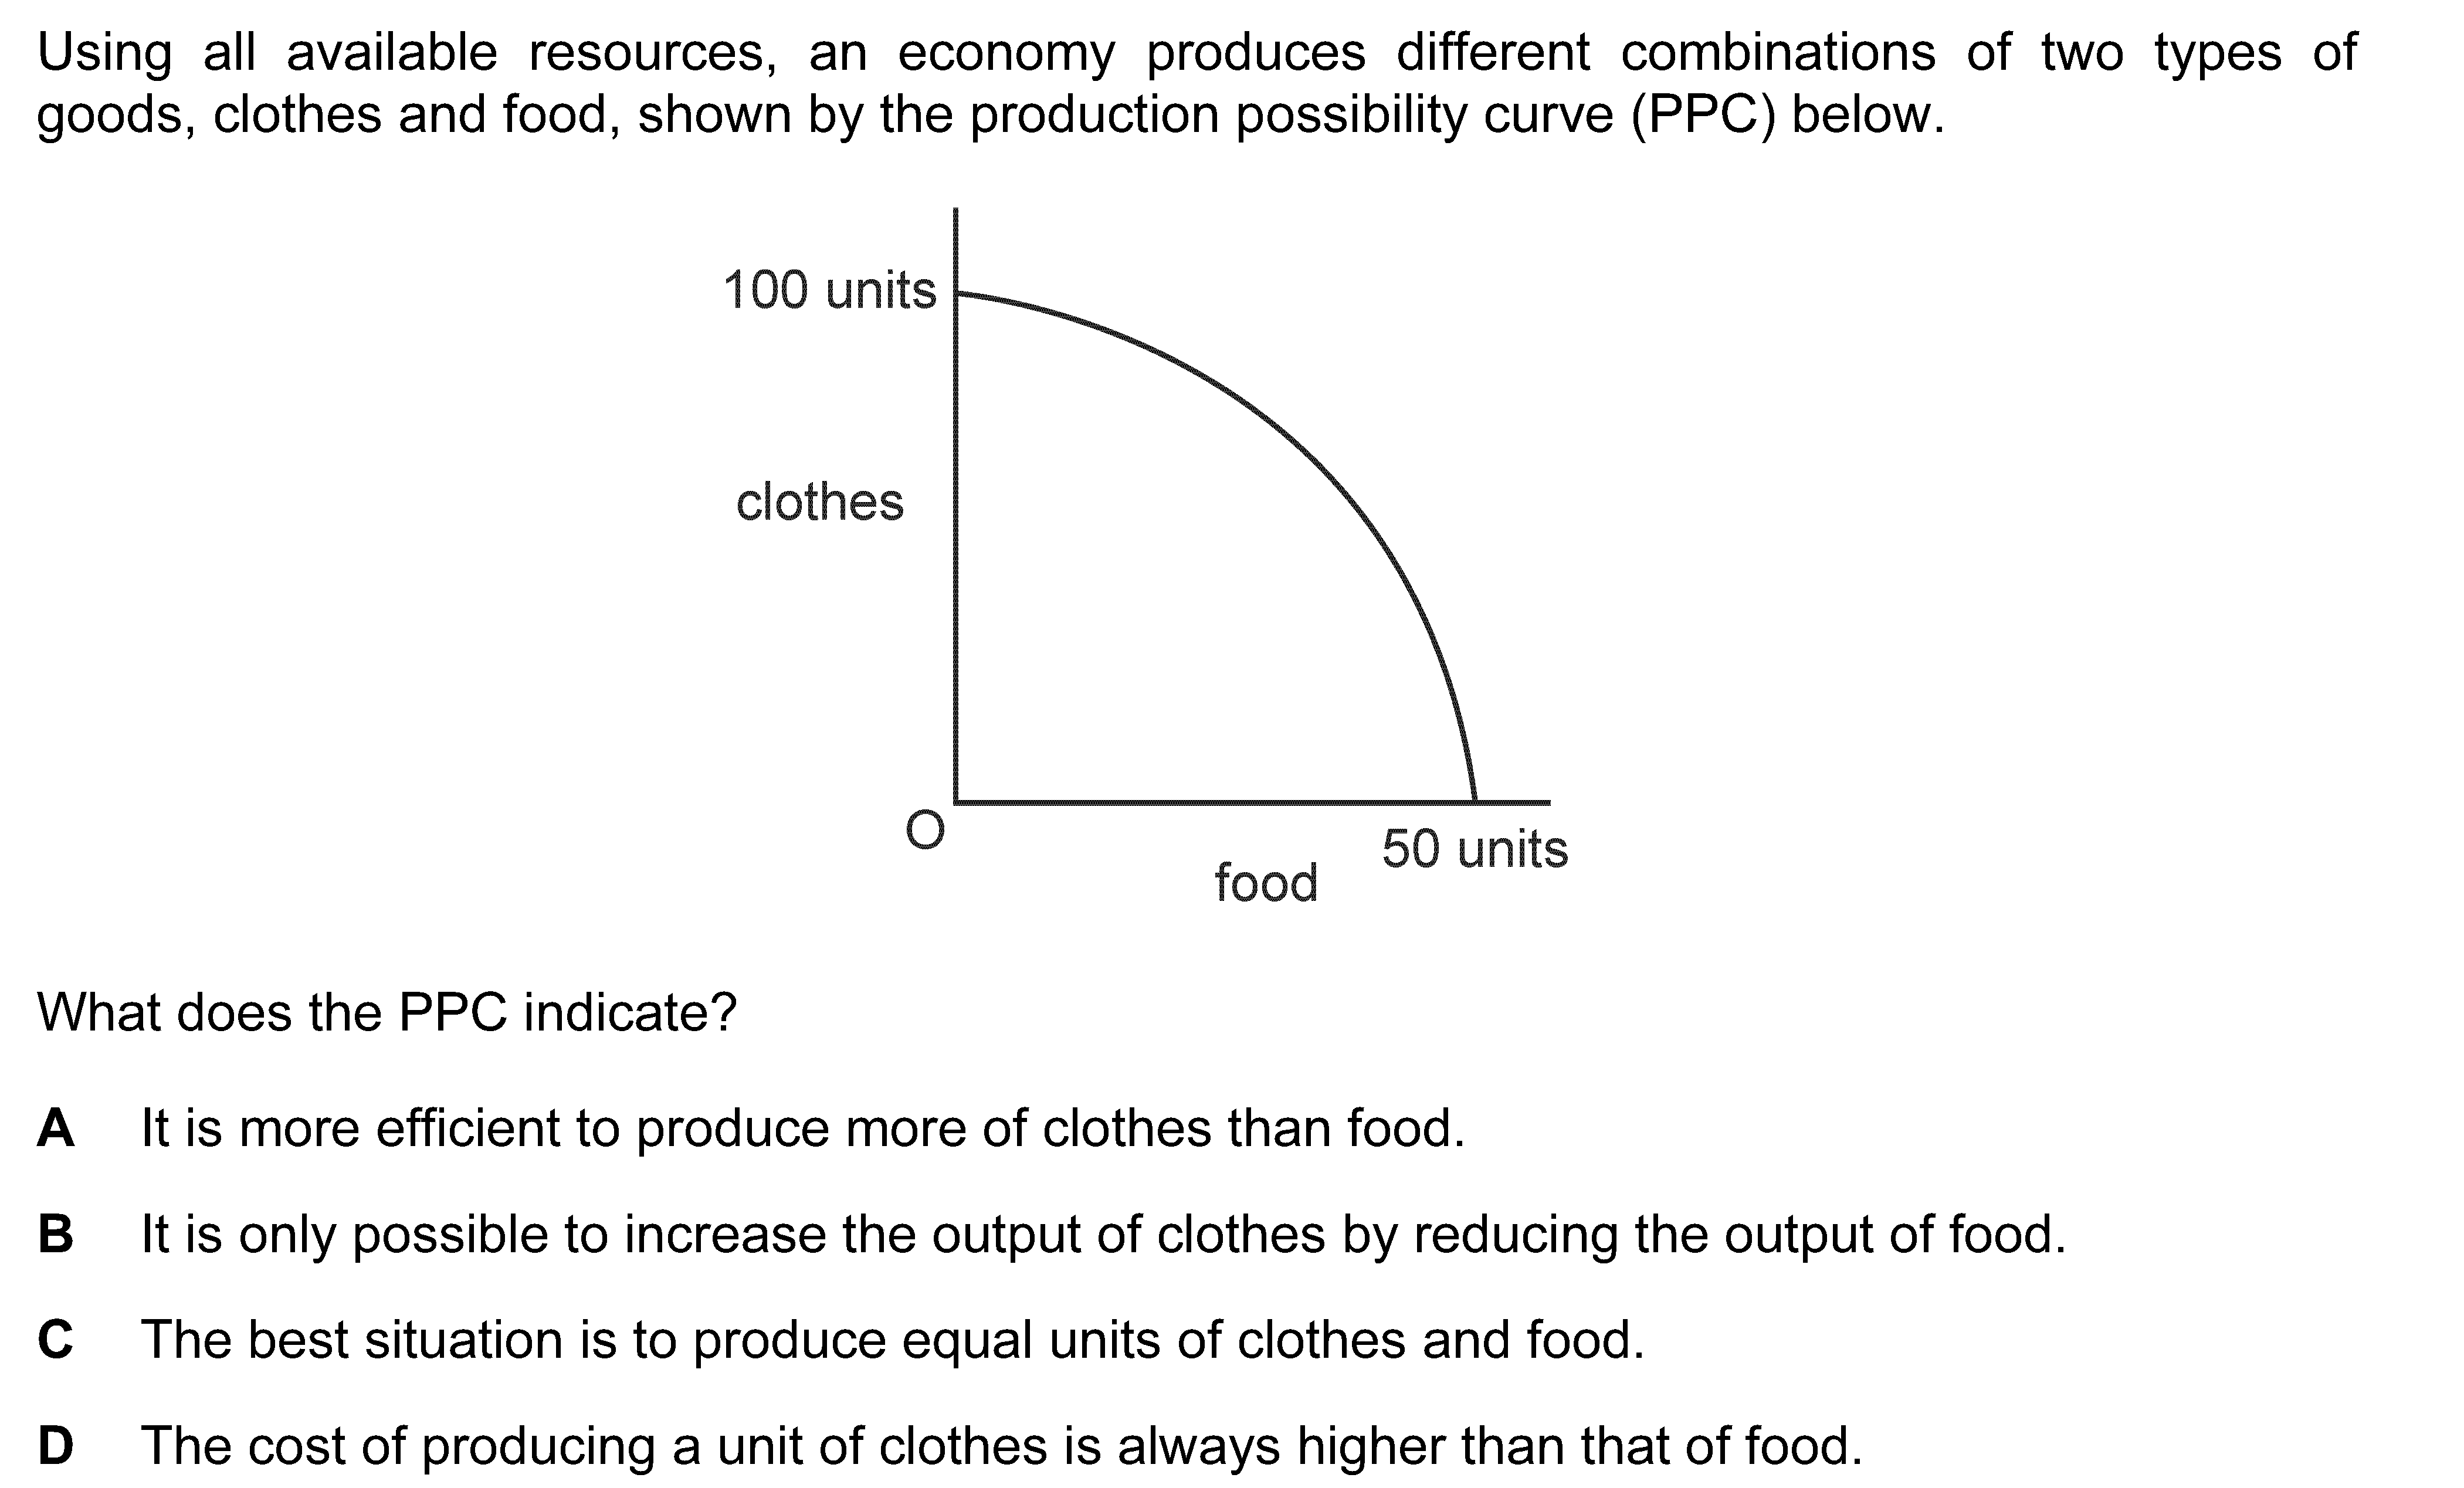 Using all available resources, an economy produces different combinations of two types of
goods, clothes and food, shown by the production possibility curve (PPC) below.
100 units
clothes
O
50 units
food
What does the PPC indicate?
A It is more efficient to produce more of clothes than food.
B It is only possible to increase the output of clothes by reducing the output of food.
C The best situation is to produce equal units of clothes and food.
D The cost of producing a unit of clothes is always higher than that of food.